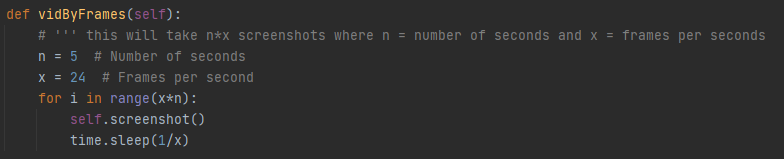 def vidByFrames(self):
    # ''' this will take n*x screenshots where n = number of seconds and x = frames per seconds
    n = 5  # Number of seconds
    x = 24  # Frames per second
    for i in range(x*n):
        self.screenshot()
        time.sleep(1/x)